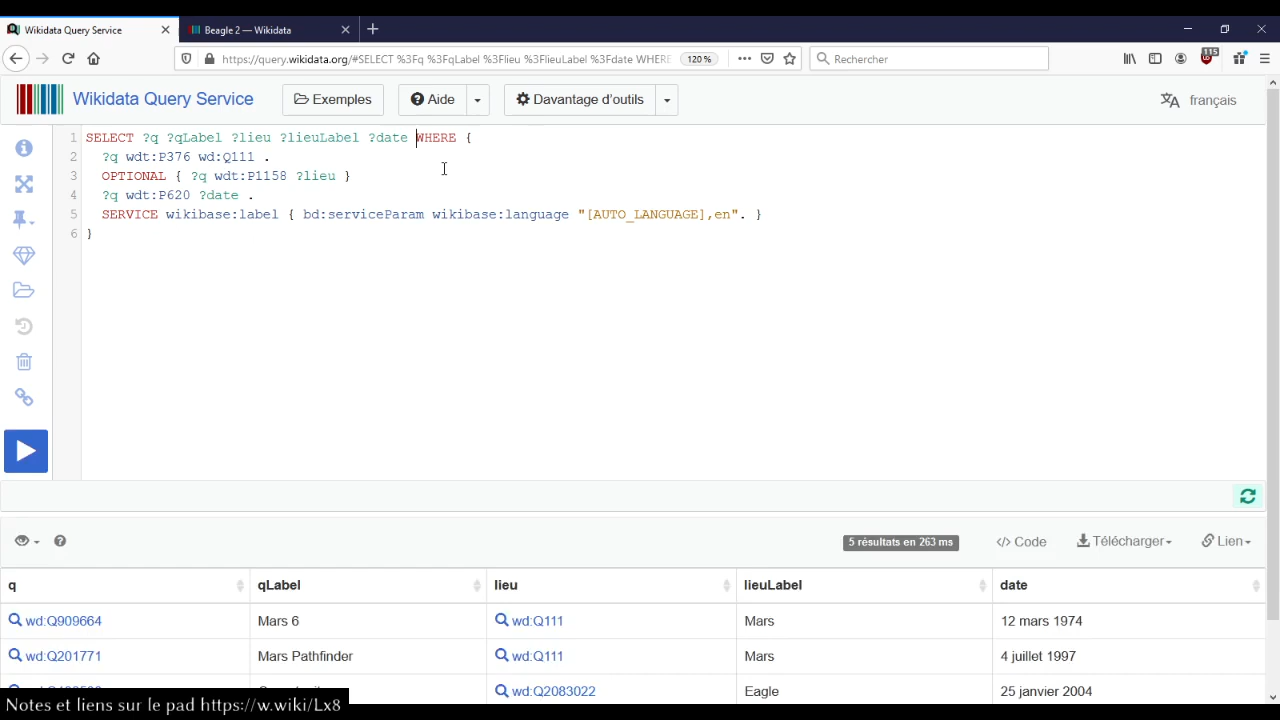 Wikidata Query Service
Beagle 2 — Wikidata
https://query.wikidata.org/#SELECT %3Fq %3FqLabel %3Flieu %3FlieuLabel %3Fdate WHERE
120 %
Rechercher
115
Wikidata Query Service
Exemples
Aide
Davantage d'outils
français
1 SELECT ?q ?qLabel ?lieu ?lieuLabel ?date WHERE {
2 ?q wdt:P376 wd:Q111 .
3 OPTIONAL { ?q wdt:P1158 ?lieu }
4 ?q wdt:P620 ?date .
5 SERVICE wikibase:label { bd:serviceParam wikibase:language "[AUTO_LANGUAGE],en". }
6 }
5 résultats en 263 ms
</> Code
Télécharger
Lien
q qLabel lieu lieuLabel date
wd:Q909664 Mars 6 wd:Q111 Mars 12 mars 1974
wd:Q201771 Mars Pathfinder wd:Q111 Mars 4 juillet 1997
wd:Q2083022 Eagle 25 janvier 2004
Notes et liens sur le pad https://w.wiki/Lx8